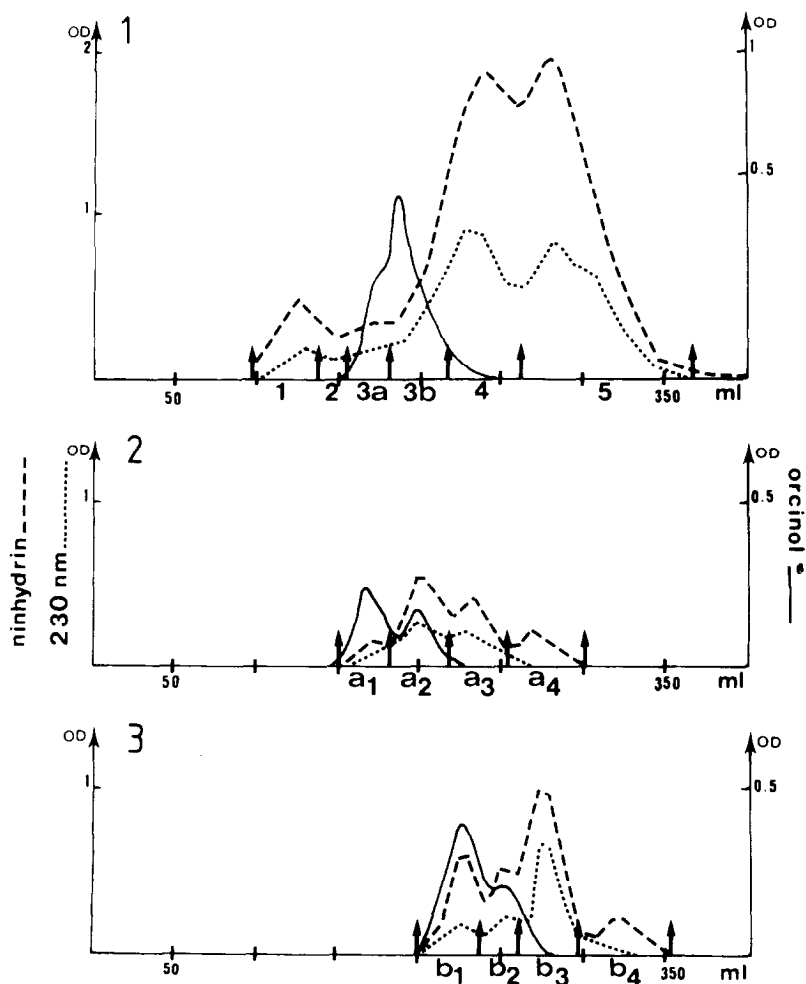 OD 1 OD
2 1
0.5
1
1 2 3a 3b 4 5
50 350 ml
OD 2 OD
1 0.5
ninhydrin
230 nm
orcinol
a1 a2 a3 a4
50 350 ml
OD 3 OD
1 0.5
b1 b2 b3 b4
50 350 ml